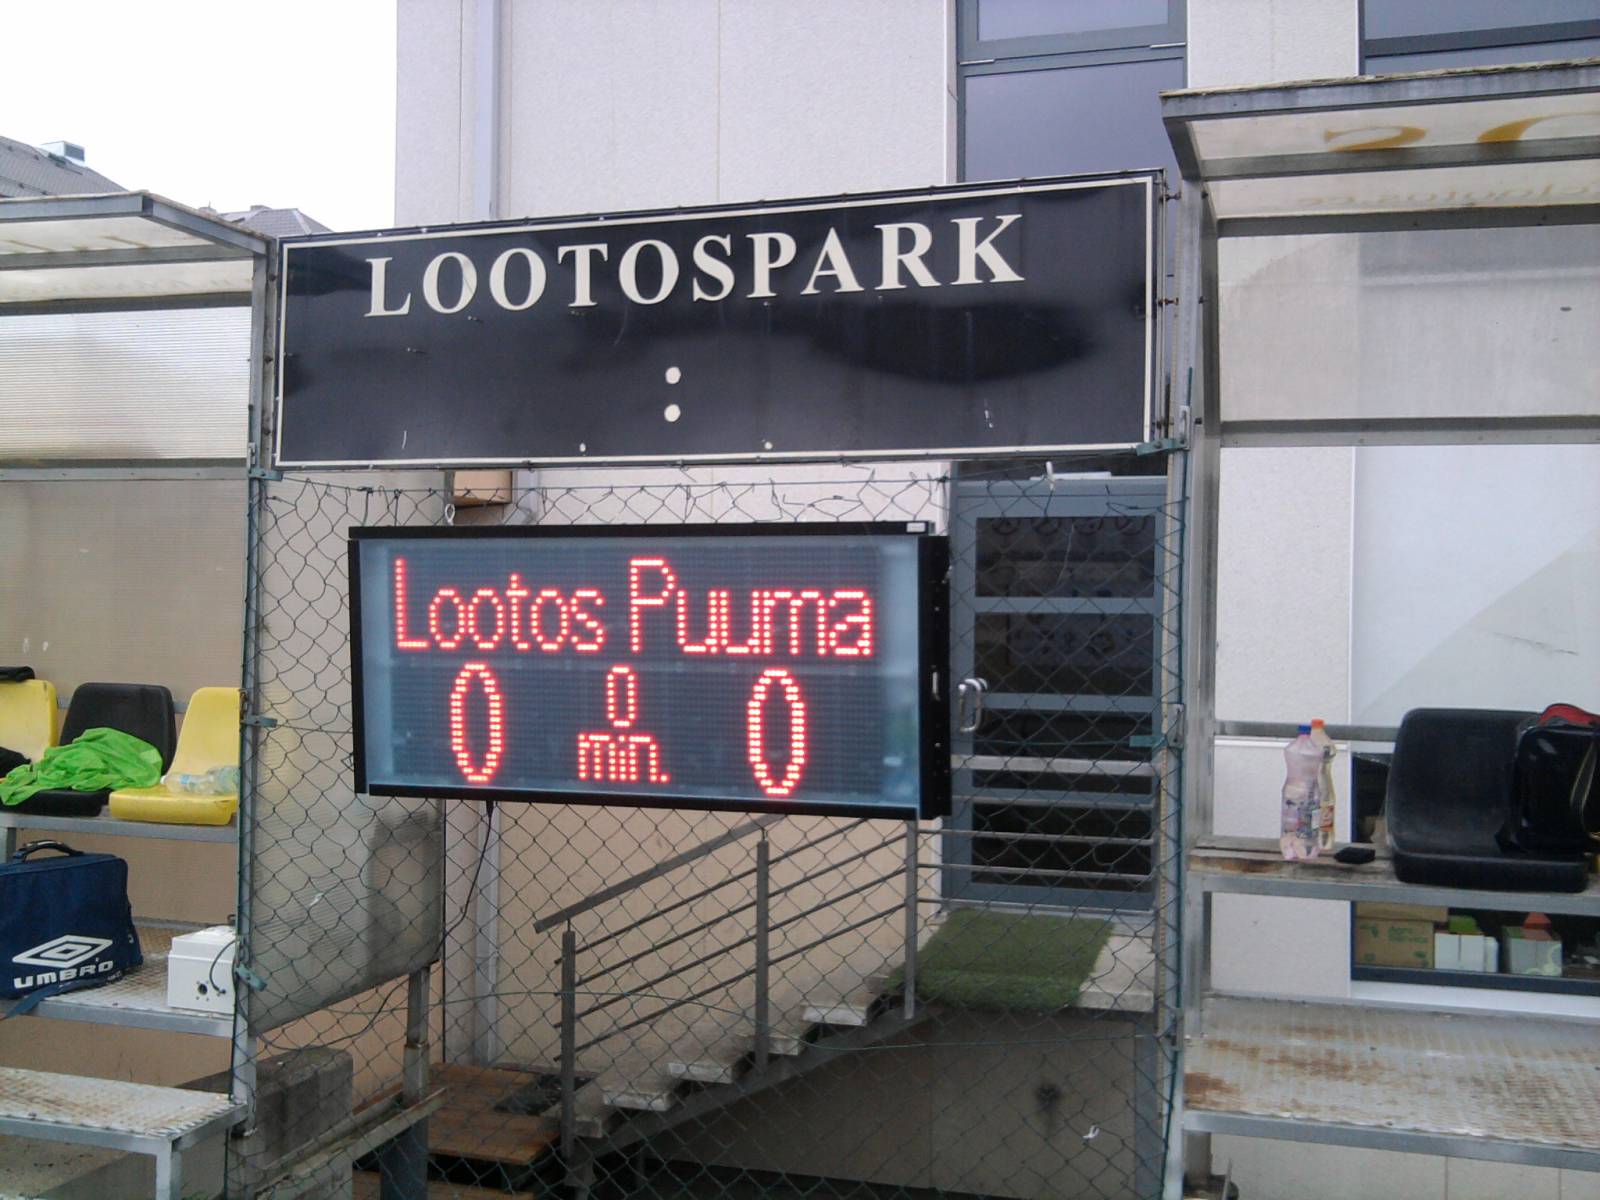 LOOTOSPARK
:
Lootos Puuma
0 0 0
min.
UMBRO